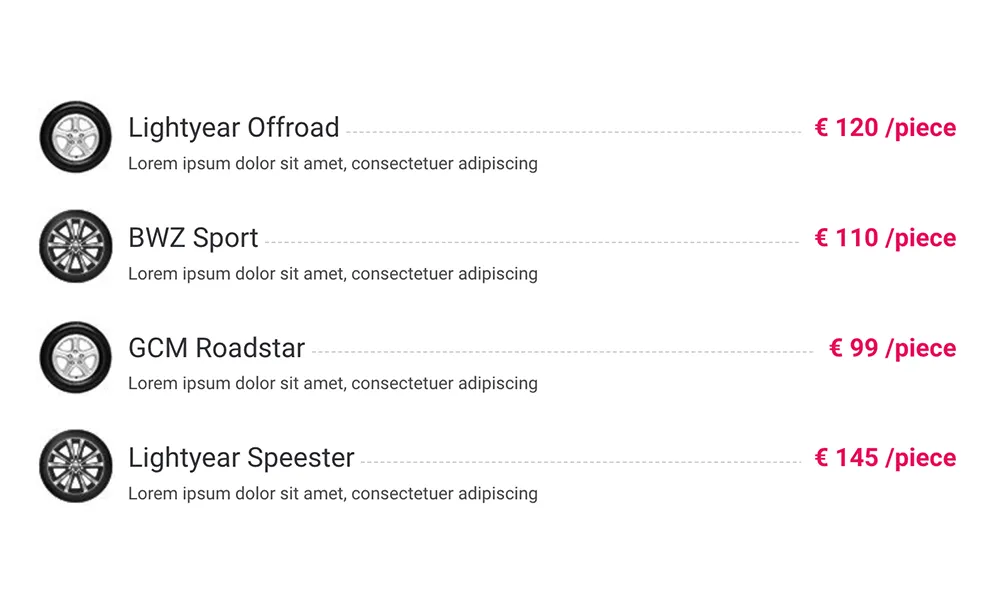 Lightyear Offroad € 120 /piece
Lorem ipsum dolor sit amet, consectetuer adipiscing
BWZ Sport € 110 /piece
Lorem ipsum dolor sit amet, consectetuer adipiscing
GCM Roadstar € 99 /piece
Lorem ipsum dolor sit amet, consectetuer adipiscing
Lightyear Speester € 145 /piece
Lorem ipsum dolor sit amet, consectetuer adipiscing